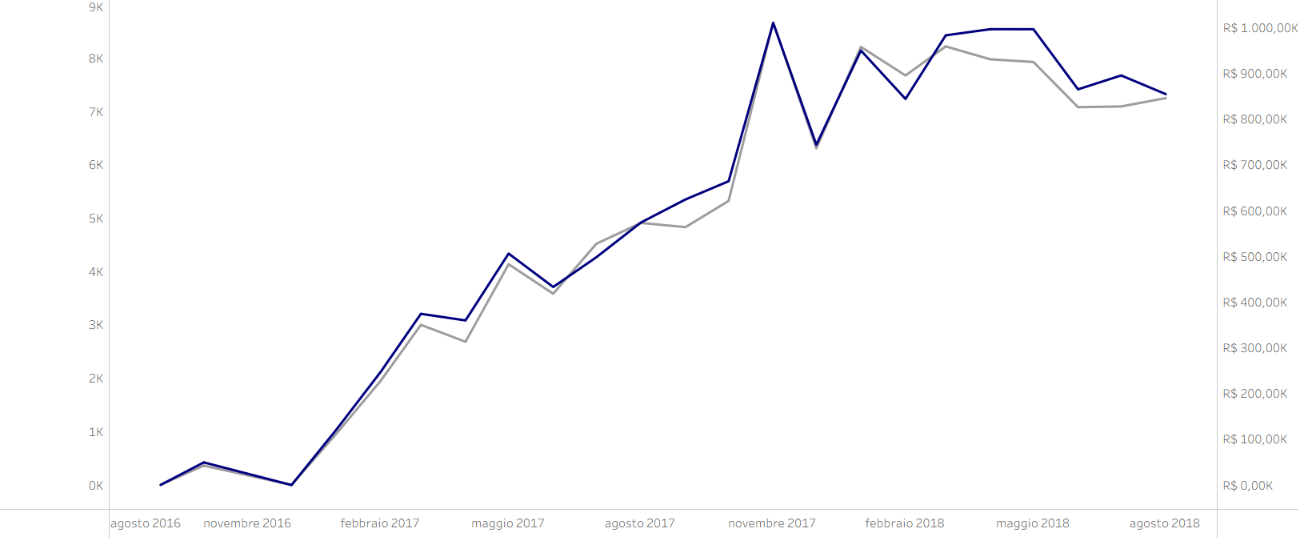 9K
8K
7K
6K
5K
4K
3K
2K
1K
0K
R$ 1.000,00K
R$ 900,00K
R$ 800,00K
R$ 700,00K
R$ 600,00K
R$ 500,00K
R$ 400,00K
R$ 300,00K
R$ 200,00K
R$ 100,00K
R$ 0,00K
agosto 2016 novembre 2016 febbraio 2017 maggio 2017 agosto 2017 novembre 2017 febbraio 2018 maggio 2018 agosto 2018